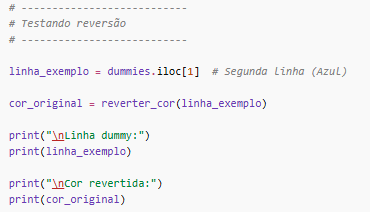 # --------------------------
# Testando reversão
# --------------------------
linha_exemplo = dummies.iloc[1]  # Segunda linha (Azul)
cor_original = reverter_cor(linha_exemplo)
print("\nLinha dummy:")
print(linha_exemplo)
print("\nCor revertida:")
print(cor_original)